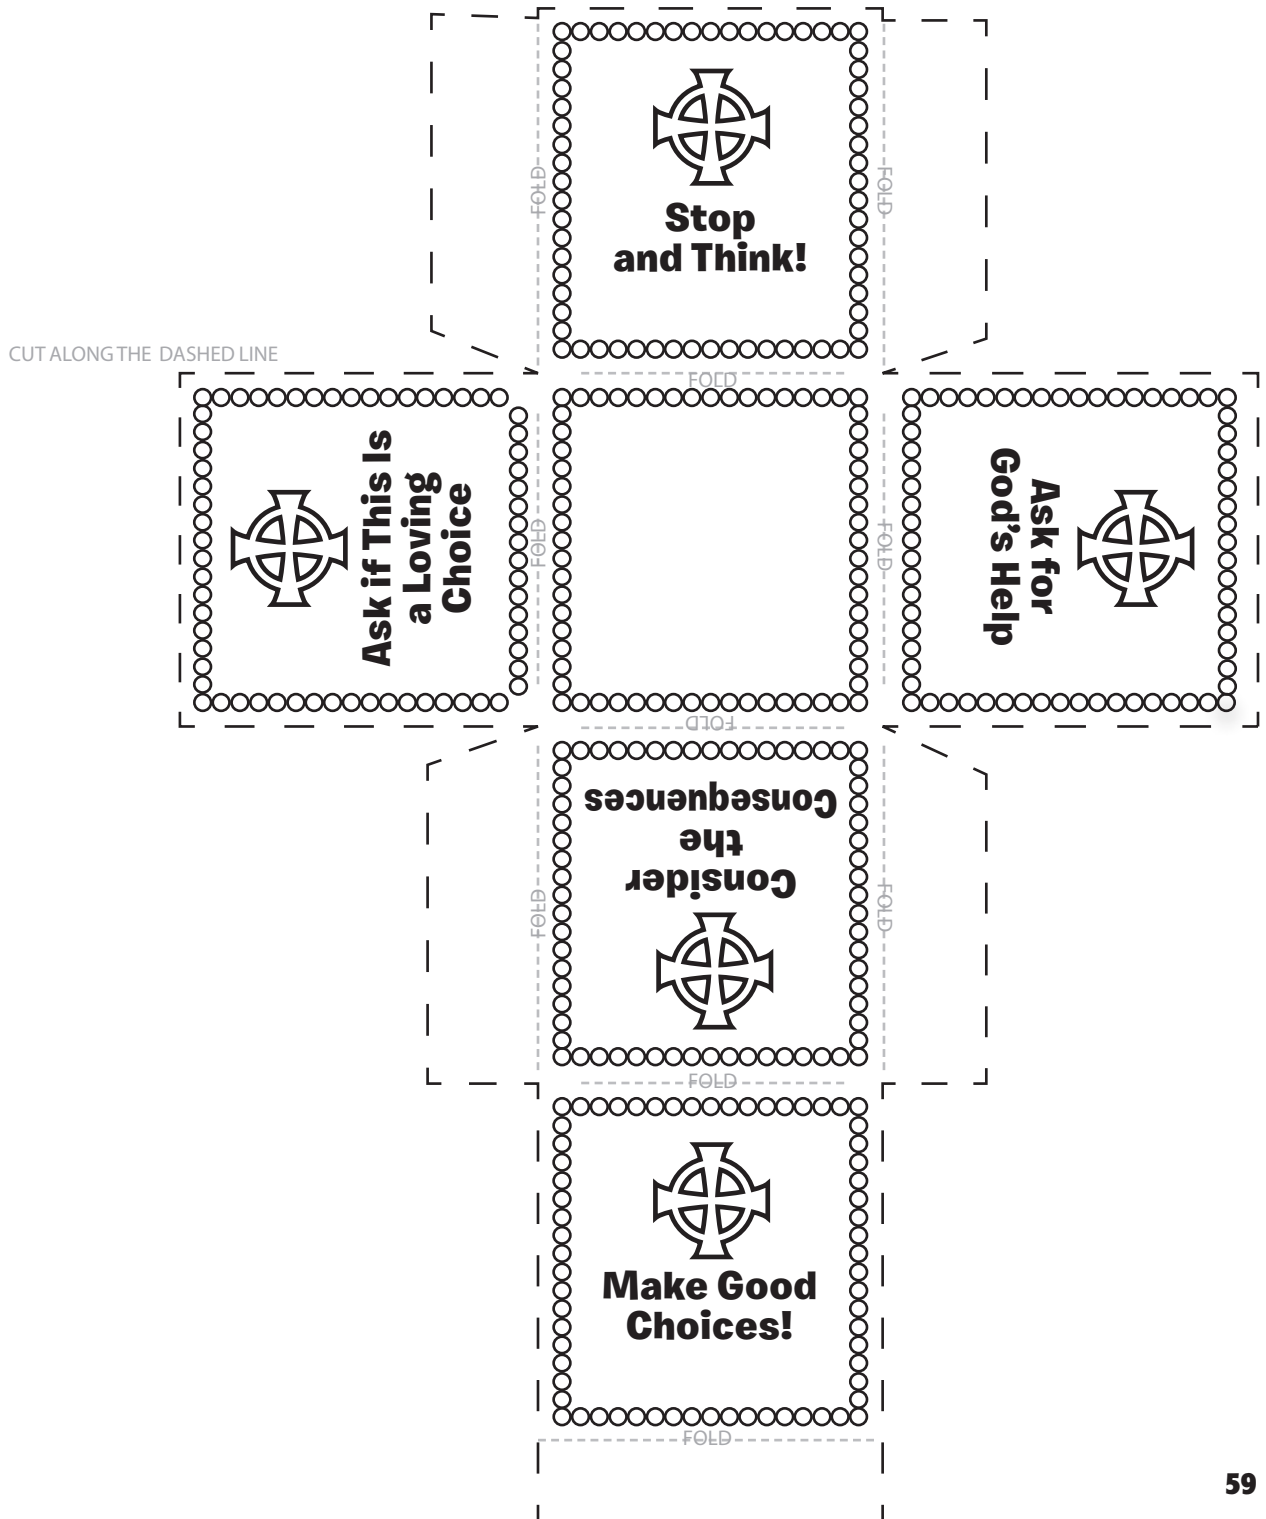 FOLD
FOLD
Stop
and Think!
CUT ALONG THE DASHED LINE
FOLD
Ask if This Is
a Loving
Choice
FOLD
FOLD
Ask for
God's Help
FOLD
Consider
the
Consequences
FOLD
FOLD
FOLD
Make Good
Choices!
FOLD
59